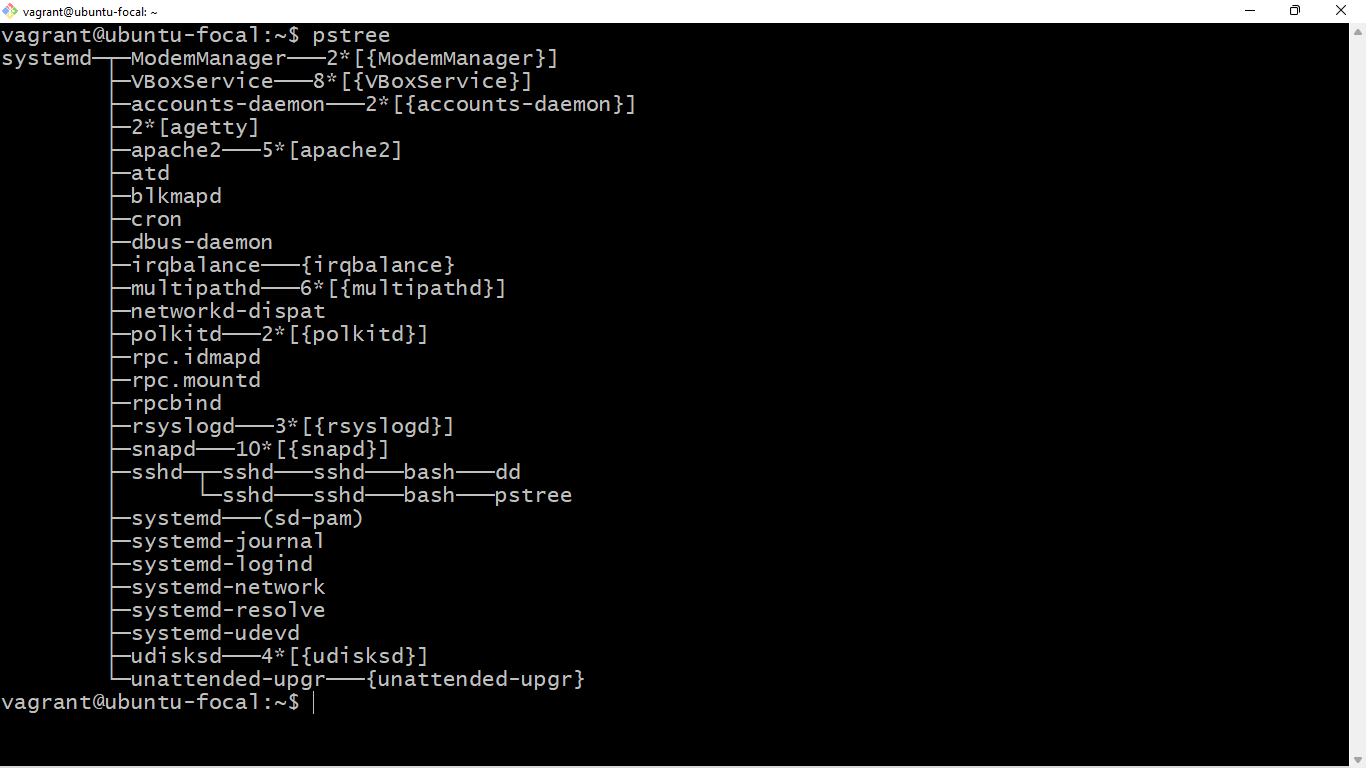 vagrant@ubuntu-focal: ~
vagrant@ubuntu-focal:~$ pstree
systemd─┬─ModemManager───2*[{ModemManager}]
        ├─VBoxService───8*[{VBoxService}]
        ├─accounts-daemon───2*[{accounts-daemon}]
        ├─2*[agetty]
        ├─apache2───5*[apache2]
        ├─atd
        ├─blkmapd
        ├─cron
        ├─dbus-daemon
        ├─irqbalance───{irqbalance}
        ├─multipathd───6*[{multipathd}]
        ├─networkd-dispat
        ├─polkitd───2*[{polkitd}]
        ├─rpc.idmapd
        ├─rpc.mountd
        ├─rpcbind
        ├─rsyslogd───3*[{rsyslogd}]
        ├─snapd───10*[{snapd}]
        ├─sshd─┬─sshd───sshd───bash───dd
        │      └─sshd───sshd───bash───pstree
        ├─systemd───(sd-pam)
        ├─systemd-journal
        ├─systemd-logind
        ├─systemd-network
        ├─systemd-resolve
        ├─systemd-udevd
        ├─udisksd───4*[{udisksd}]
        └─unattended-upgr───{unattended-upgr}
vagrant@ubuntu-focal:~$